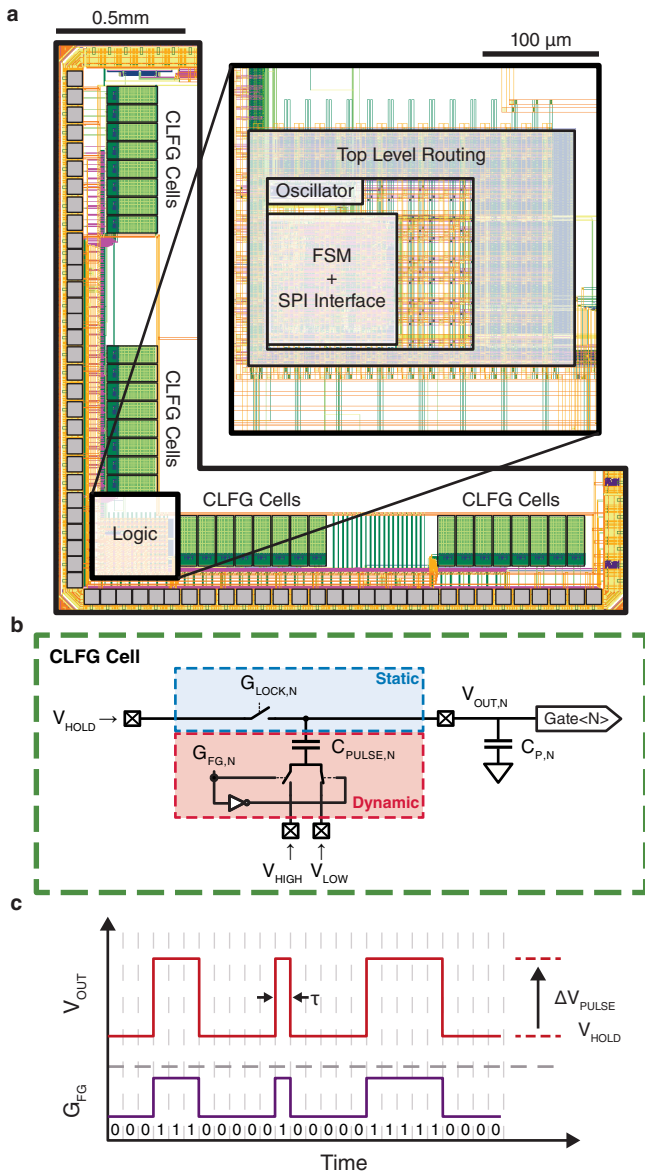 a
0.5mm
100 µm
CLFG Cells
Top Level Routing
Oscillator
FSM
+
SPI Interface
CLFG Cells
CLFG Cells
CLFG Cells
Logic
b
CLFG Cell
Static
G_LOCK,N
V_HOLD →
V_OUT,N
Gate<N>
C_PULSE,N
C_P,N
G_FG,N
Dynamic
↑ ↑
V_HIGH V_LOW
c
V_OUT
τ
ΔV_PULSE
V_HOLD
G_FG
0 0 0 1 1 1 0 0 0 0 0 1 0 0 0 0 0 1 1 1 1 1 0 0 0 0
Time